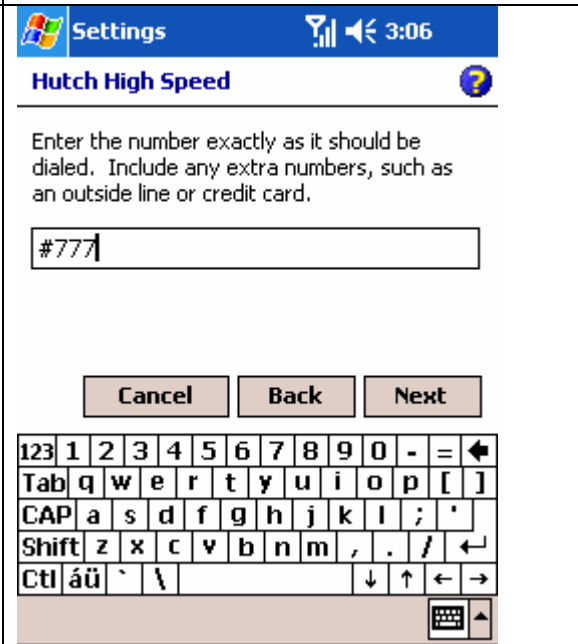 Settings 3:06
Hutch High Speed
Enter the number exactly as it should be
dialed. Include any extra numbers, such as
an outside line or credit card.
#777
Cancel Back Next
123 1 2 3 4 5 6 7 8 9 0 - =
Tab q w e r t y u i o p [ ]
CAP a s d f g h j k l ; '
Shift z x c v b n m , . /
Ctl áü ` \ ↓ ↑ ← →